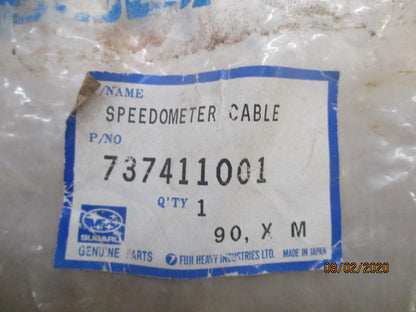 /NAME
SPEEDOMETER CABLE
P/NO
737411001
Q'TY 1
90, X M
SUBARU
GENUINE PARTS
FUJI HEAVY INDUSTRIES LTD. MADE IN JAPAN
03/02/2020